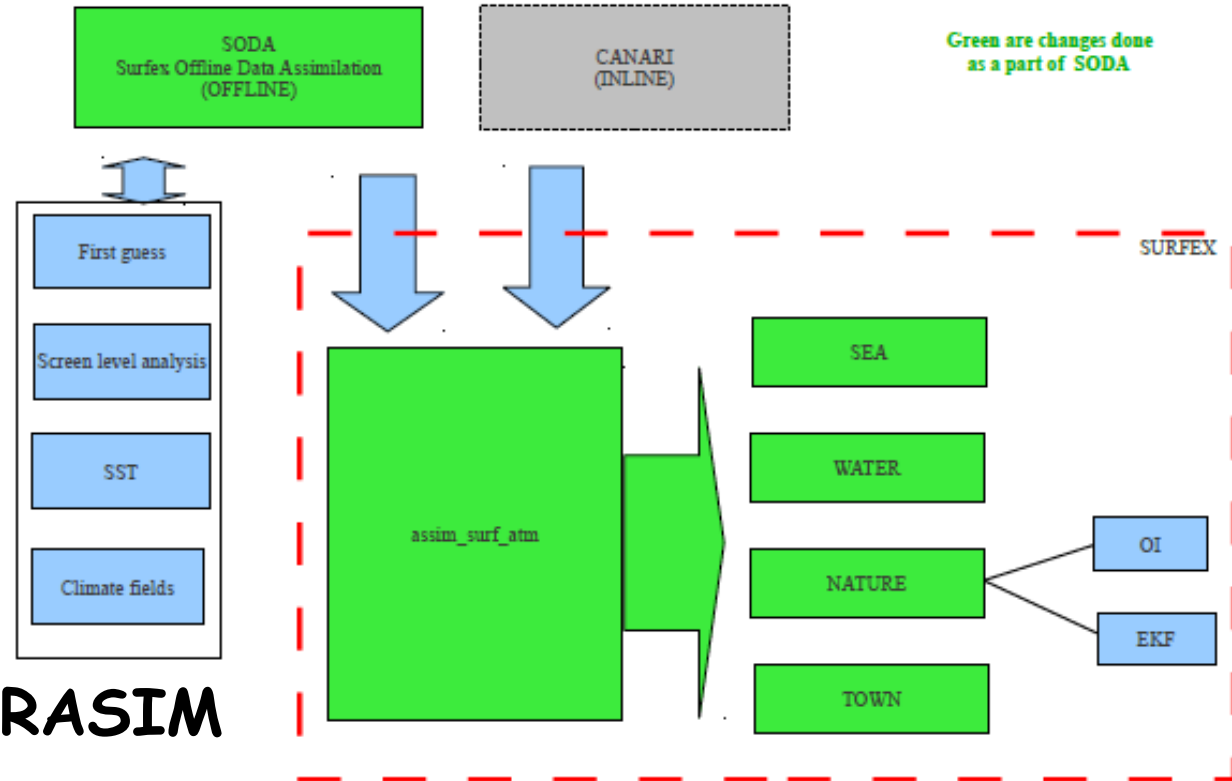 SODA
Surfex Offline Data Assimilation
(OFFLINE)
CANARI
(INLINE)
Green are changes done
as a part of SODA
First guess
Screen level analysis
SST
Climate fields
RASIM
SURFEX
assim_surf_atm
SEA
WATER
NATURE
TOWN
OI
EKF